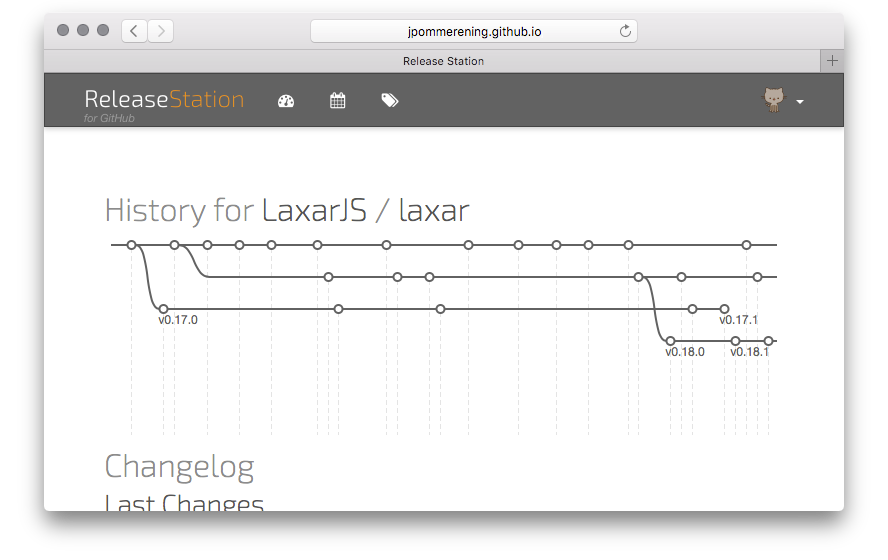 jpommerening.github.io
Release Station
ReleaseStation
for GitHub
History for LaxarJS / laxar
v0.17.0
v0.17.1
v0.18.0
v0.18.1
Changelog
Last Changes